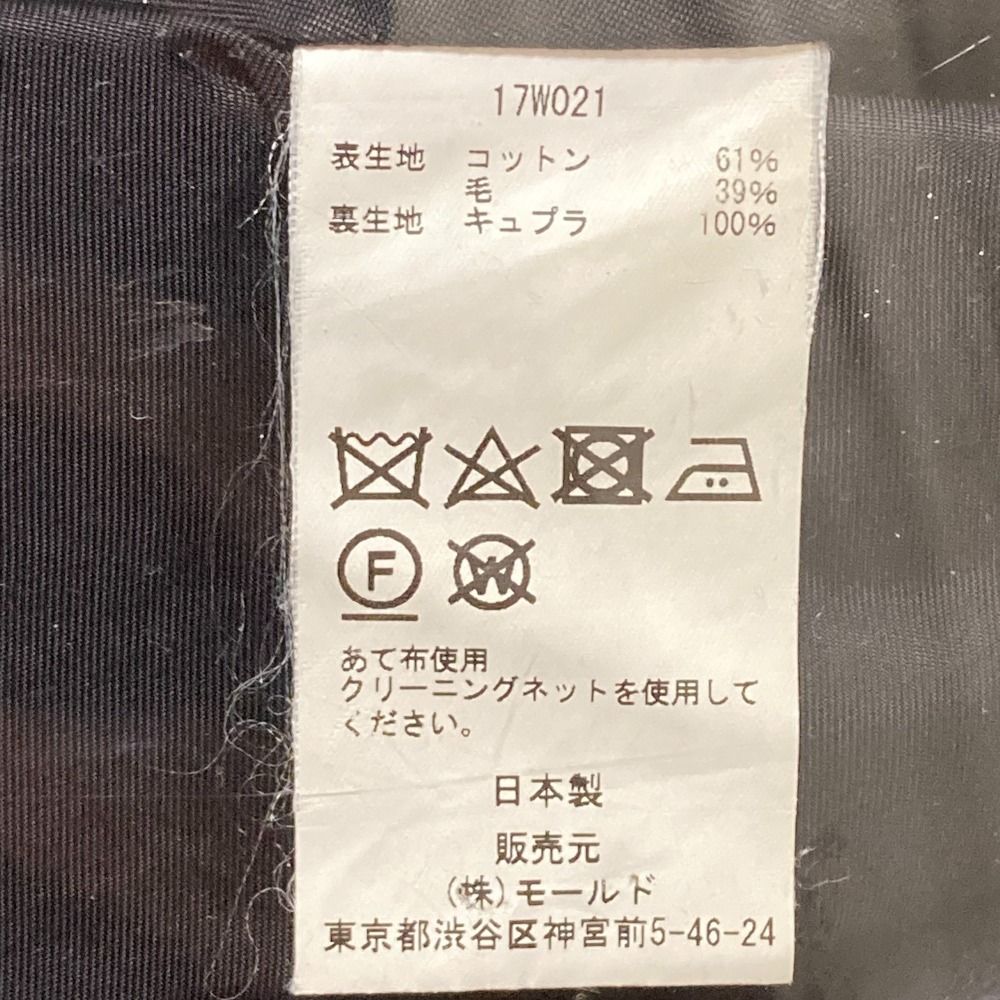 17W021
表生地 コットン 61%
毛 39%
裏生地 キュプラ 100%
F
W
あて布使用
クリーニングネットを使用して
ください。
日本製
販売元
(株)モールド
東京都渋谷区神宮前5-46-24